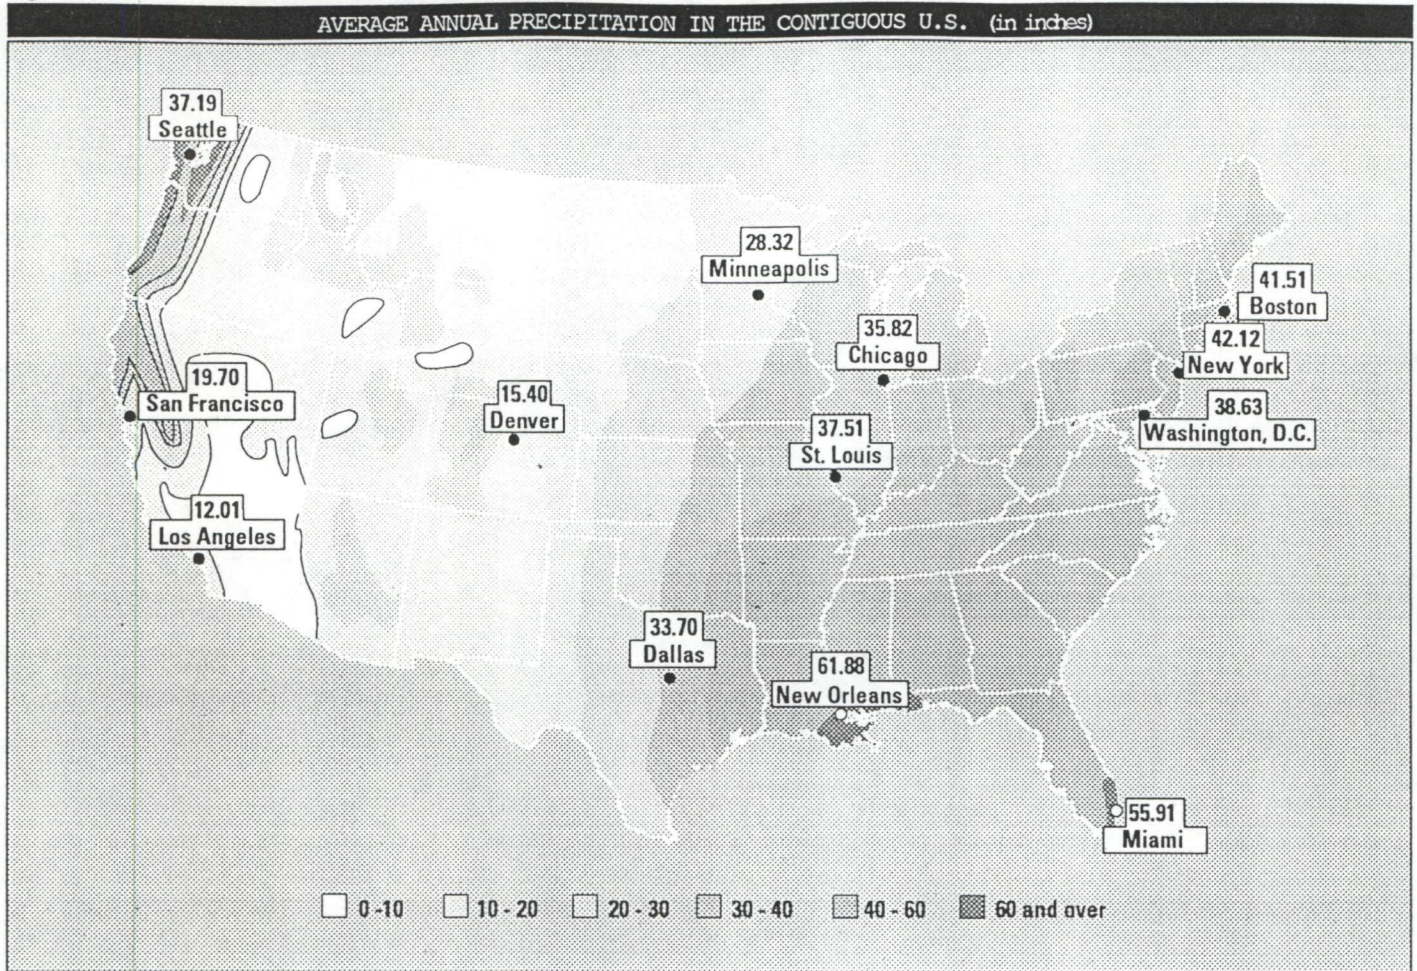 AVERAGE ANNUAL PRECIPITATION IN THE CONTIGUOUS U.S. (in inches)
37.19
Seattle
28.32
Minneapolis
41.51
Boston
35.82
Chicago
42.12
New York
19.70
San Francisco
15.40
Denver
38.63
Washington, D.C.
37.51
St. Louis
12.01
Los Angeles
33.70
Dallas
61.88
New Orleans
55.91
Miami
0 -10 10 - 20 20 - 30 30 - 40 40 - 60 60 and over